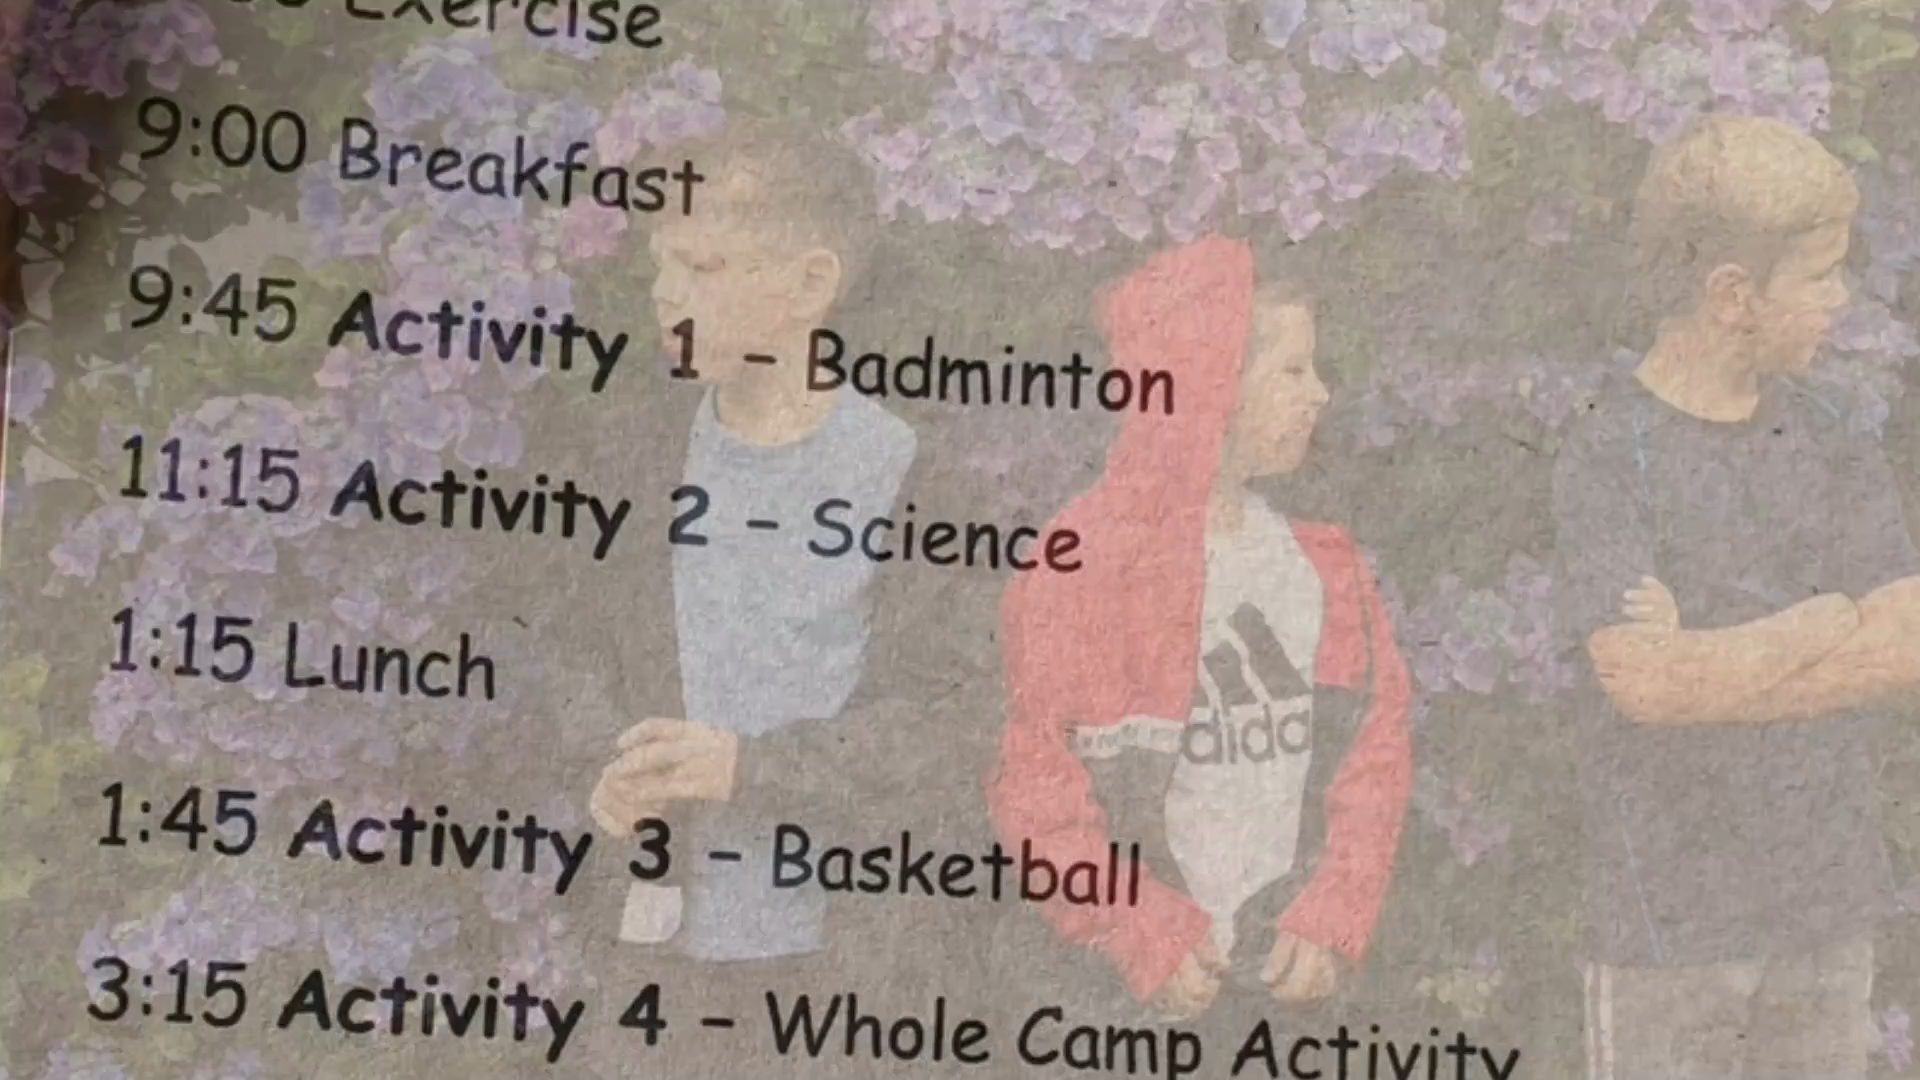 Exercise
9:00 Breakfast
9:45 Activity 1 - Badminton
11:15 Activity 2 - Science
1:15 Lunch
1:45 Activity 3 - Basketball
3:15 Activity 4 - Whole Camp Activity